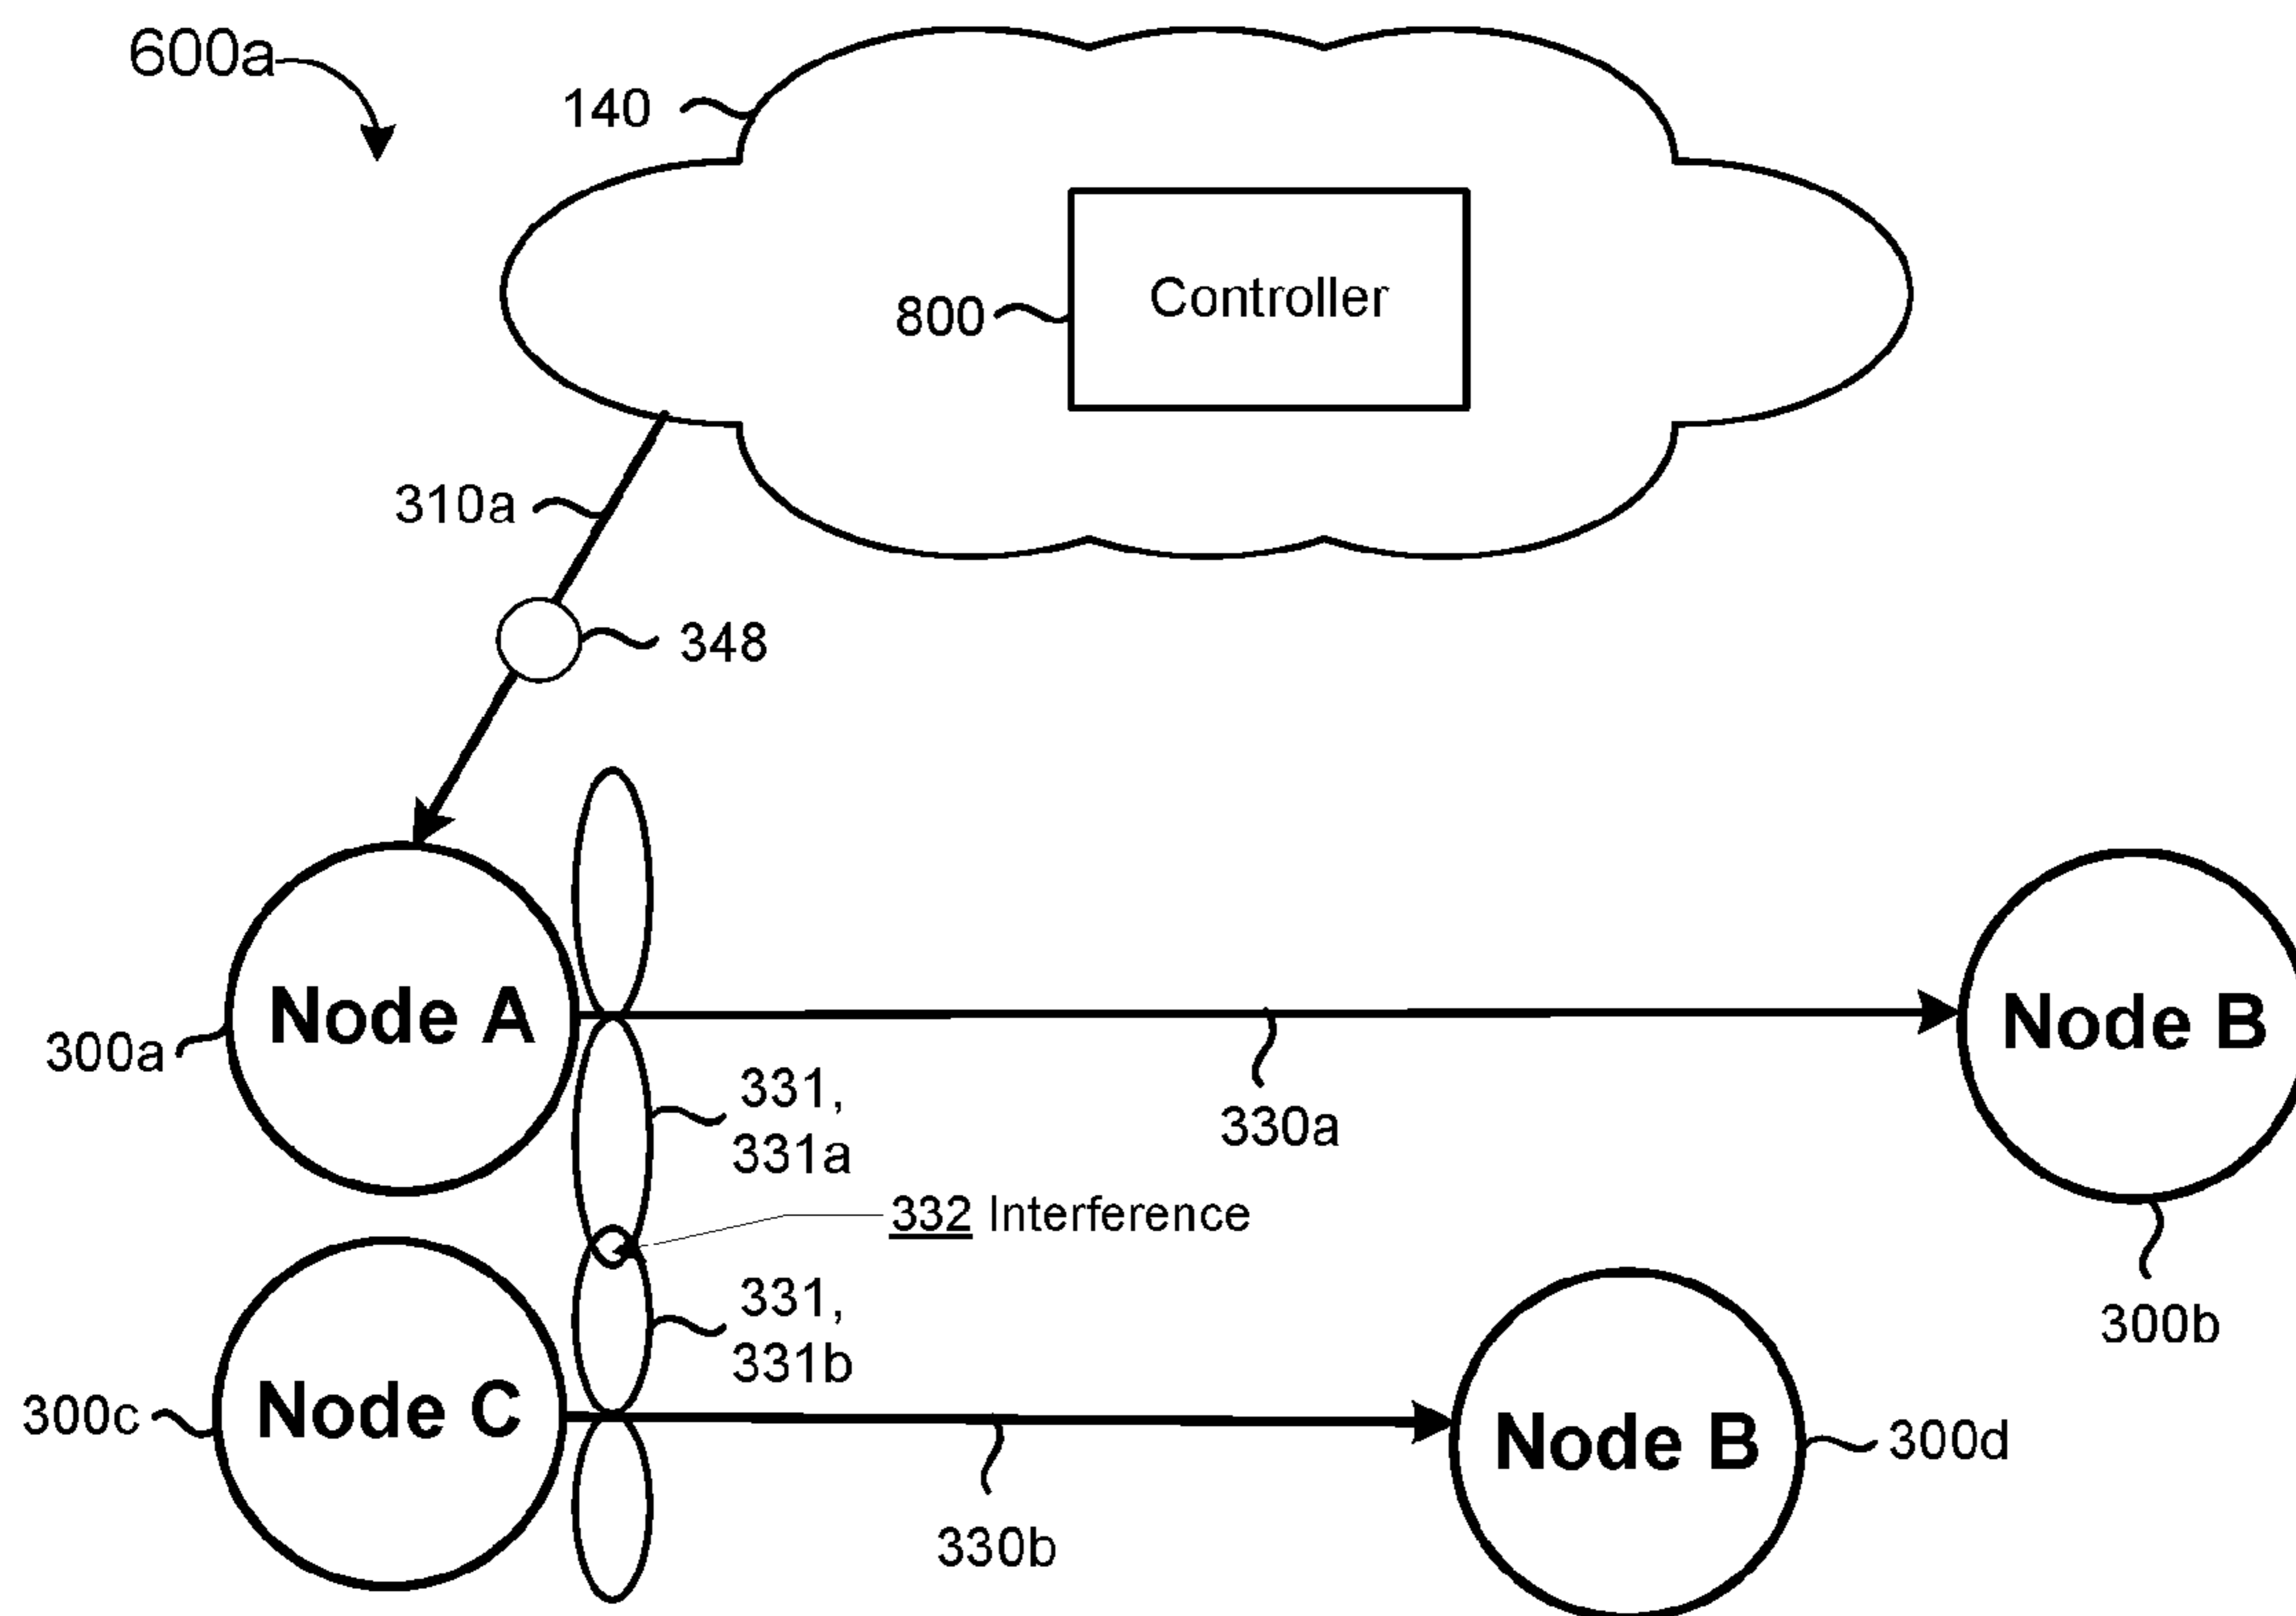 600a
140
800
Controller
310a
348
Node A
Node B
300a
331,
331a
330a
332 Interference
331,
331b
300b
300c
Node C
Node B
300d
330b